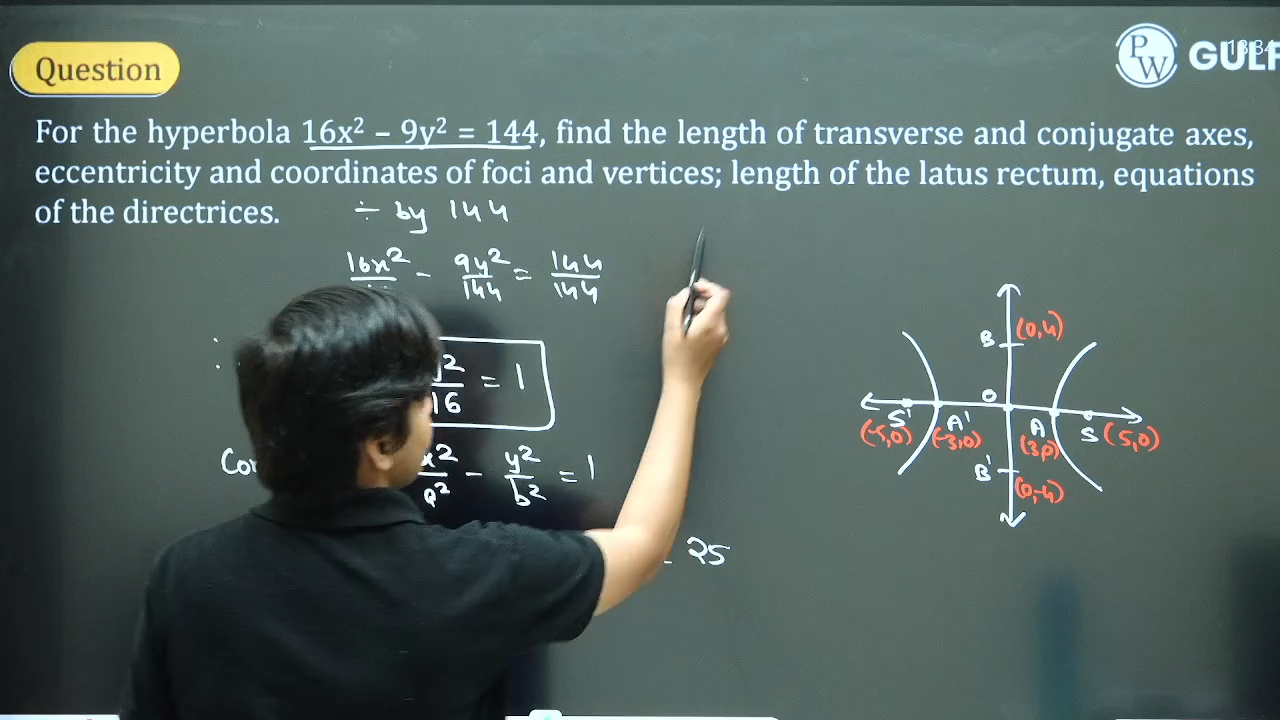 Question
PW GULF
18:34
For the hyperbola 16x² – 9y² = 144, find the length of transverse and conjugate axes,
eccentricity and coordinates of foci and vertices; length of the latus rectum, equations
of the directrices.
÷ by 144
16x² - 9y²/144 = 144/144
/16 = 1
x²/a² - y²/b² = 1
25
B (0,4)
O
S' A' A S
(-5,0) (-3,0) (3,0) (5,0)
B' (0,-4)